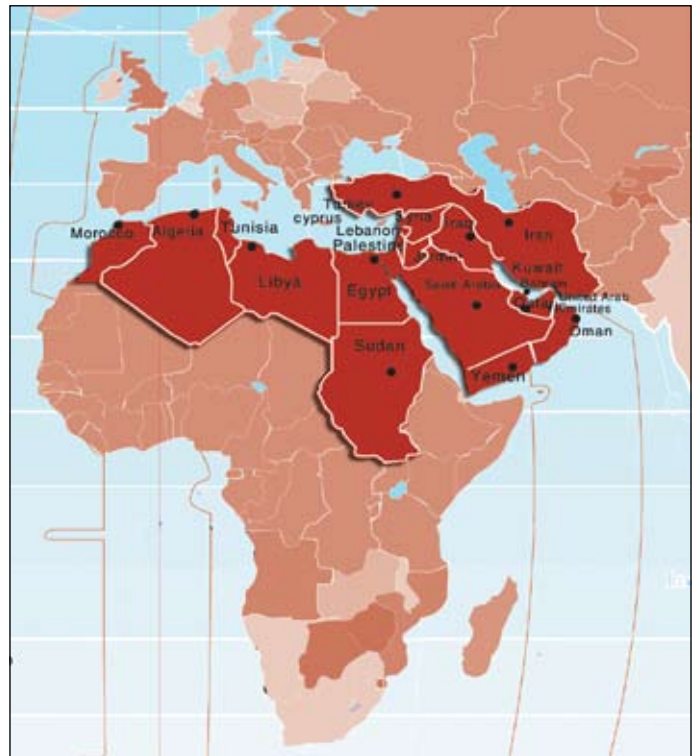 Turkey
cyprus
Syria
Morocco
Algeria
Tunisia
Lebanon
Palestine
Iraq
Iran
Jordan
Libya
Egypt
Saudi Arabia
Kuwait
Bahrain
Qatar
United Arab
Emirates
Oman
Sudan
Yemen